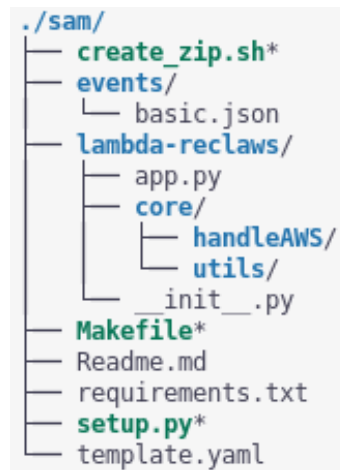 ./sam/
├── create_zip.sh*
├── events/
│   └── basic.json
├── lambda-reclaws/
│   ├── app.py
│   ├── core/
│   │   ├── handleAWS/
│   │   └── utils/
│   └── __init__.py
├── Makefile*
├── Readme.md
├── requirements.txt
├── setup.py*
└── template.yaml